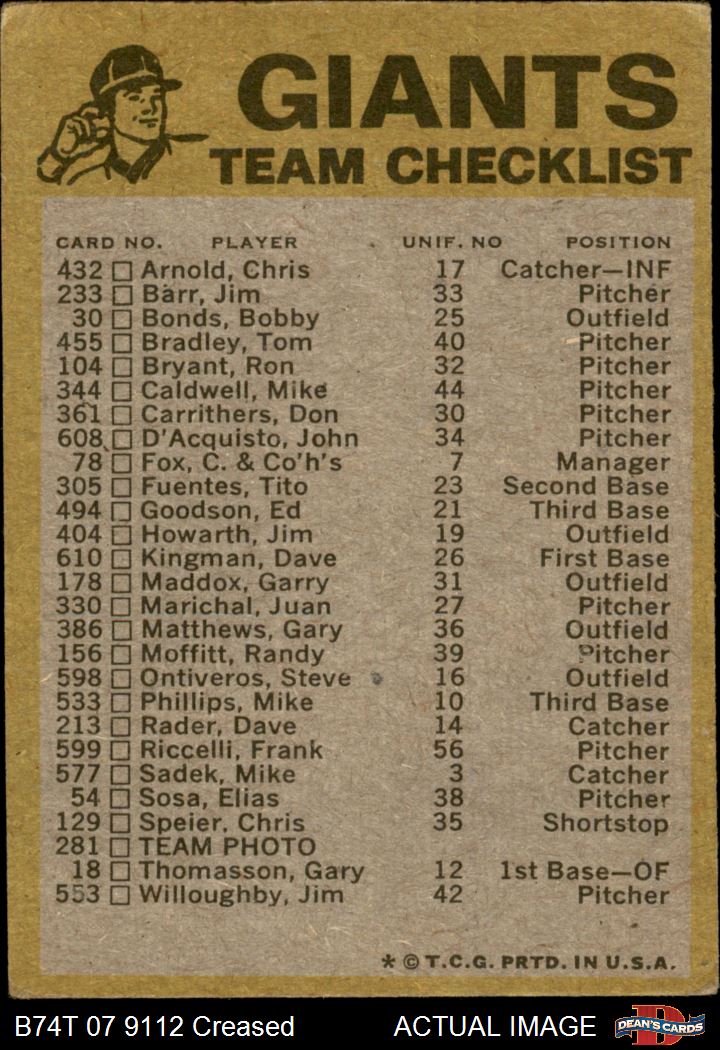 GIANTS
TEAM CHECKLIST
CARD NO. PLAYER UNIF. NO POSITION
432 Arnold, Chris 17 Catcher—INF
233 Barr, Jim 33 Pitcher
30 Bonds, Bobby 25 Outfield
455 Bradley, Tom 40 Pitcher
104 Bryant, Ron 32 Pitcher
344 Caldwell, Mike 44 Pitcher
361 Carrithers, Don 30 Pitcher
608 D'Acquisto, John 34 Pitcher
78 Fox, C. & Co'h's 7 Manager
305 Fuentes, Tito 23 Second Base
494 Goodson, Ed 21 Third Base
404 Howarth, Jim 19 Outfield
610 Kingman, Dave 26 First Base
178 Maddox, Garry 31 Outfield
330 Marichal, Juan 27 Pitcher
386 Matthews, Gary 36 Outfield
156 Moffitt, Randy 39 Pitcher
598 Ontiveros, Steve 16 Outfield
533 Phillips, Mike 10 Third Base
213 Rader, Dave 14 Catcher
599 Riccelli, Frank 56 Pitcher
577 Sadek, Mike 3 Catcher
54 Sosa, Elias 38 Pitcher
129 Speier, Chris 35 Shortstop
281 TEAM PHOTO
18 Thomasson, Gary 12 1st Base—OF
553 Willoughby, Jim 42 Pitcher
* © T.C.G. PRTD. IN U.S.A.
B74T 07 9112 Creased ACTUAL IMAGE DEAN'S CARDS